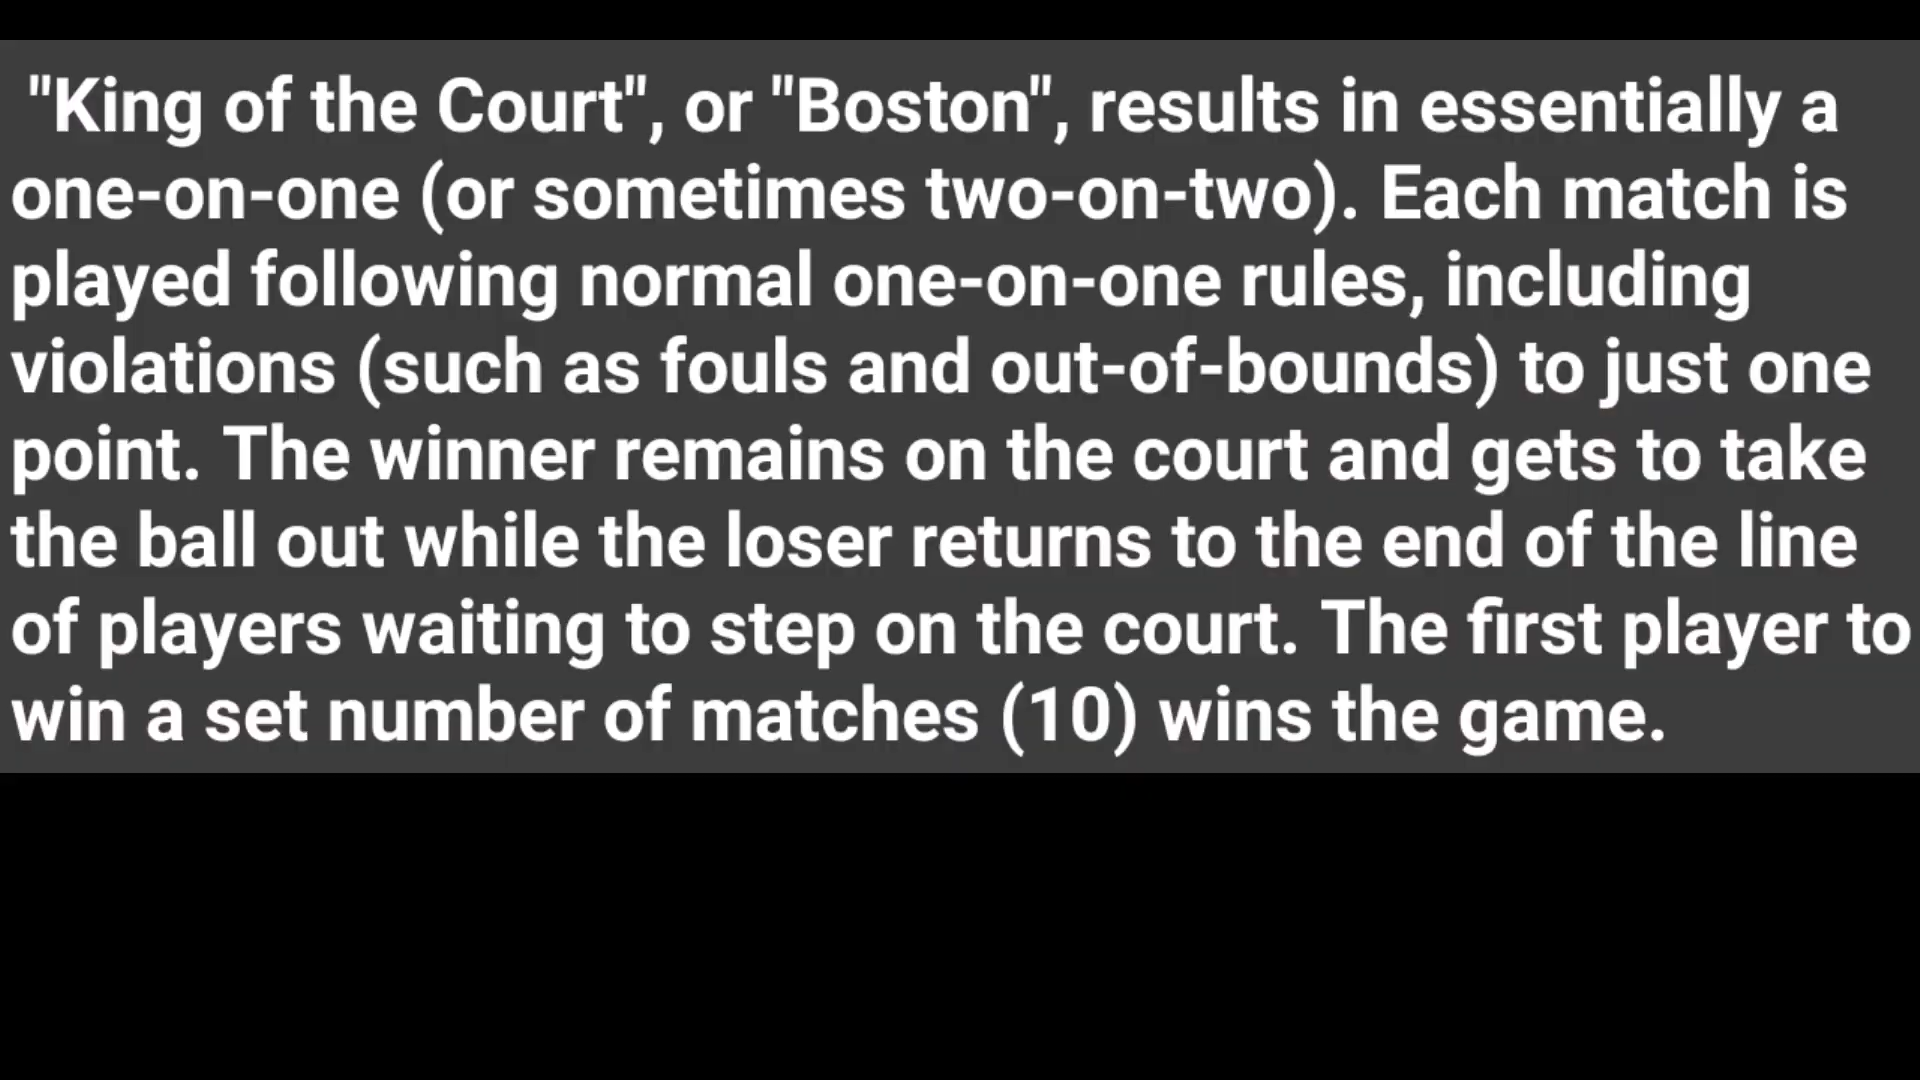 "King of the Court", or "Boston", results in essentially a
one-on-one (or sometimes two-on-two). Each match is
played following normal one-on-one rules, including
violations (such as fouls and out-of-bounds) to just one
point. The winner remains on the court and gets to take
the ball out while the loser returns to the end of the line
of players waiting to step on the court. The first player to
win a set number of matches (10) wins the game.